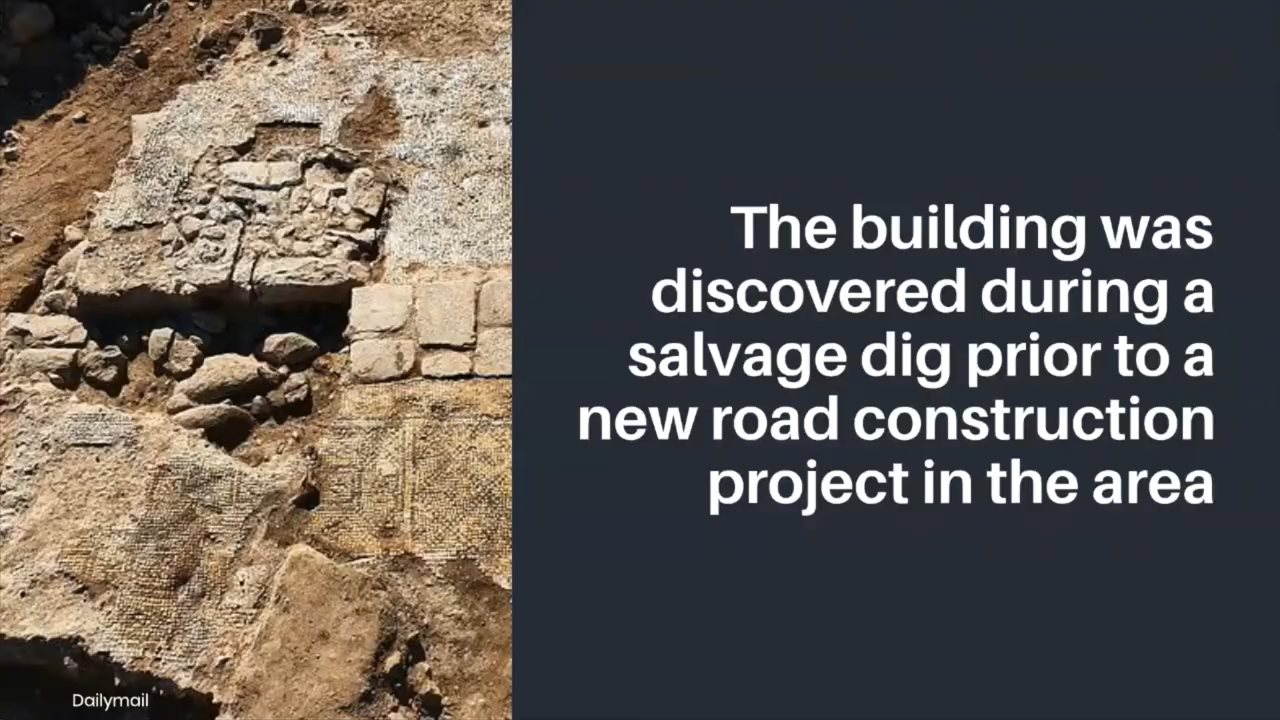 The building was
discovered during a
salvage dig prior to a
new road construction
project in the area
Dailymail